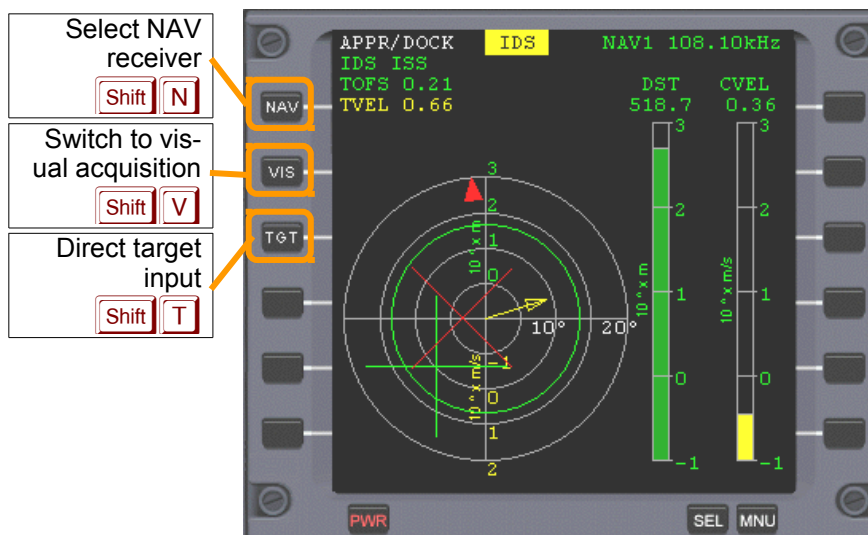 Select NAV
receiver
Shift N
Switch to vis-
ual acquisition
Shift V
Direct target
input
Shift T
NAV
VIS
TGT
APPR/DOCK IDS NAV1 108.10kHz
IDS ISS
TOFS 0.21
TVEL 0.66
DST CVEL
518.7 0.36
3
2
1
0
10^x m
10° 20°
-1
0
1
2
10^x m/s
3
2
1
0
-1
10^x m
3
2
1
0
-1
10^x m/s
PWR SEL MNU